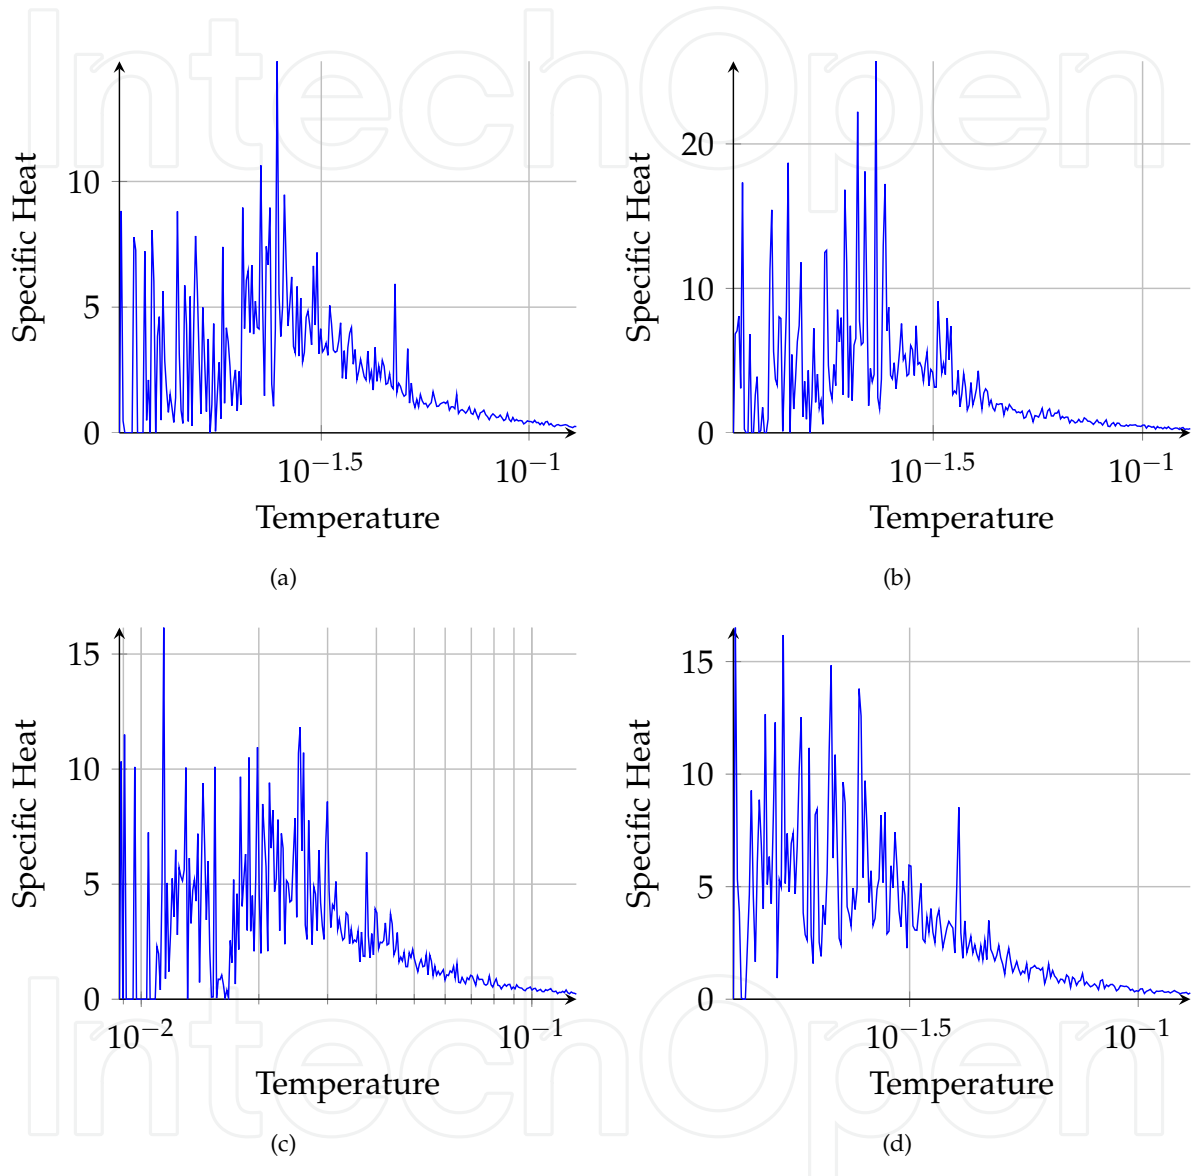 IntechOpen
10
5
0
Specific Heat
10^−1.5
10^−1
Temperature
(a)
20
10
0
Specific Heat
10^−1.5
10^−1
Temperature
(b)
15
10
5
0
Specific Heat
10^−2
10^−1
Temperature
(c)
15
10
5
0
Specific Heat
10^−1.5
10^−1
Temperature
(d)
IntechOpen